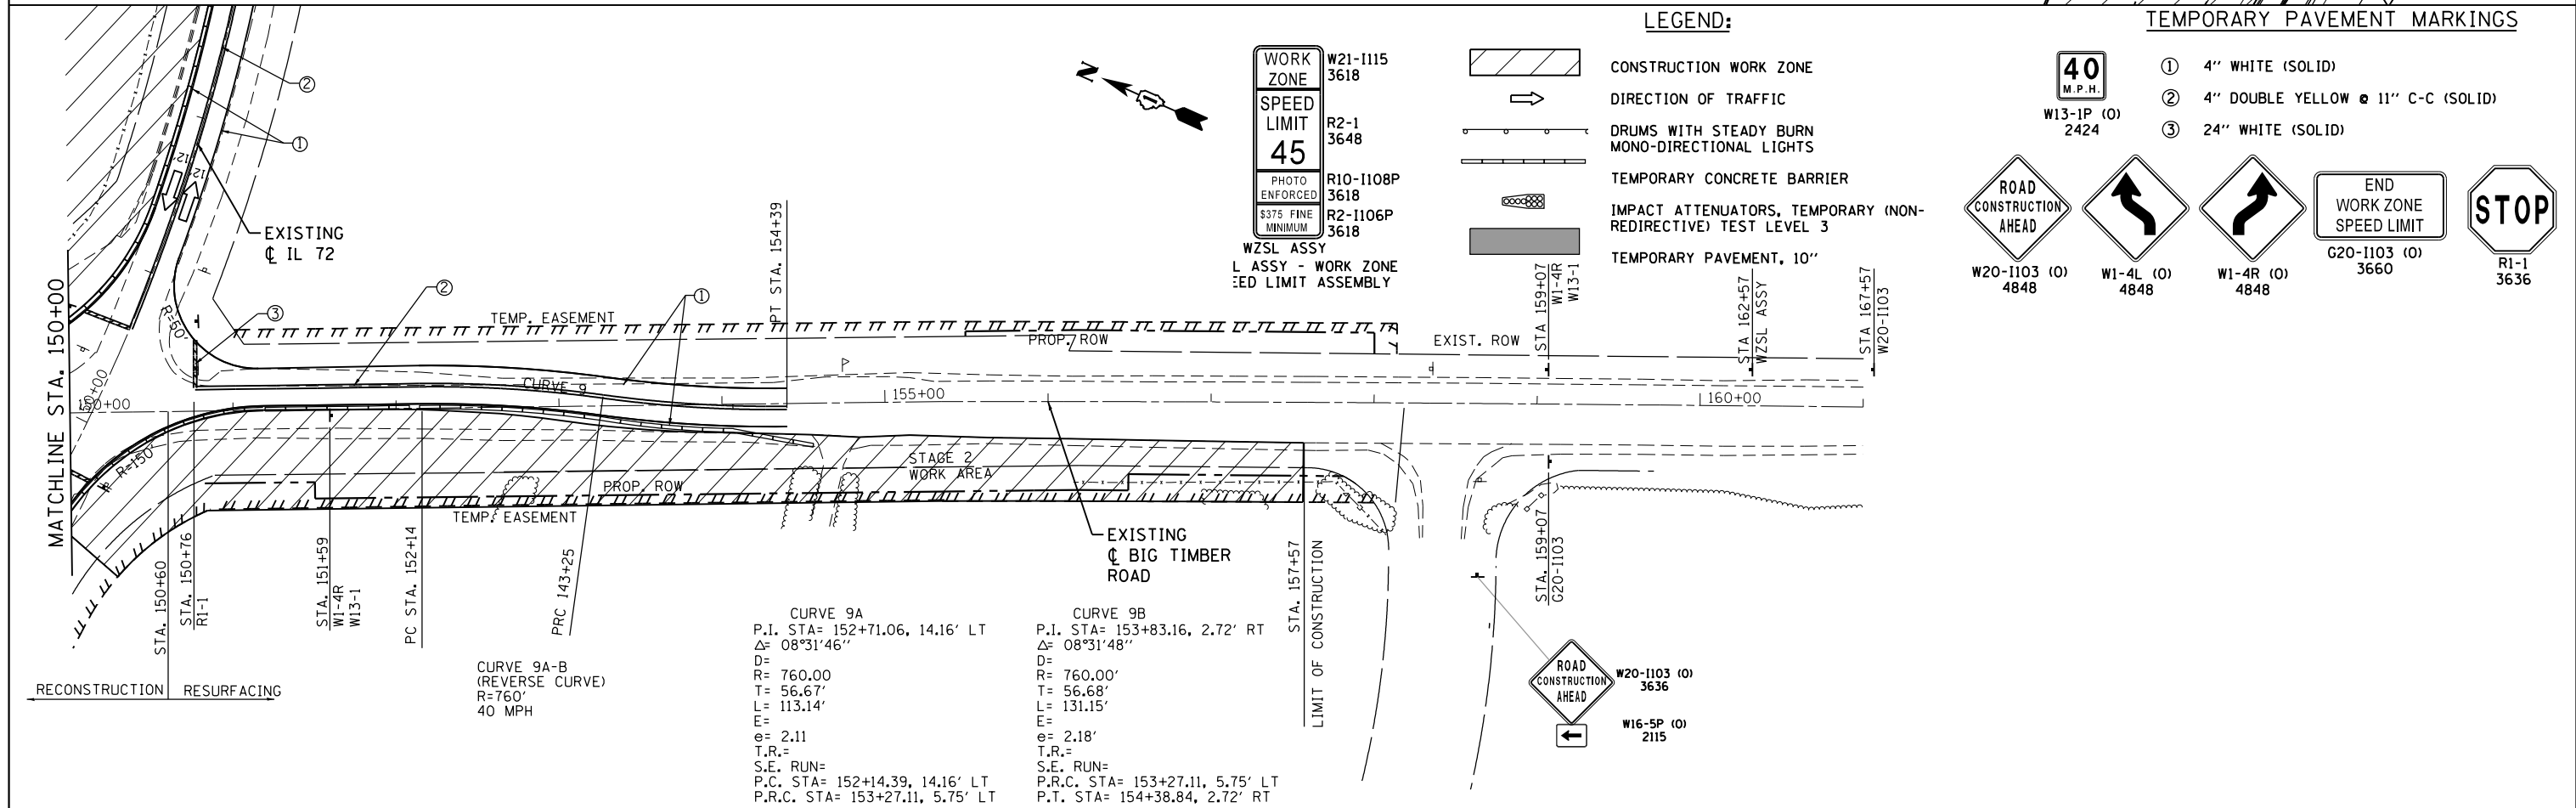 LEGEND:
CONSTRUCTION WORK ZONE
DIRECTION OF TRAFFIC
DRUMS WITH STEADY BURN
MONO-DIRECTIONAL LIGHTS
TEMPORARY CONCRETE BARRIER
IMPACT ATTENUATORS, TEMPORARY (NON-
REDIRECTIVE) TEST LEVEL 3
TEMPORARY PAVEMENT, 10''
TEMPORARY PAVEMENT MARKINGS
1 4'' WHITE (SOLID)
2 4'' DOUBLE YELLOW @ 11'' C-C (SOLID)
3 24'' WHITE (SOLID)
40
M.P.H.
W13-1P (O)
2424
ROAD
CONSTRUCTION
AHEAD
W20-I103 (O)
4848
W1-4L (O)
4848
W1-4R (O)
4848
END
WORK ZONE
SPEED LIMIT
G20-I103 (O)
3660
STOP
R1-1
3636
WORK
ZONE
W21-I115
3618
SPEED
LIMIT
45
R2-1
3648
PHOTO
ENFORCED
R10-I108P
3618
$375 FINE
MINIMUM
R2-I106P
3618
WZSL ASSY
L ASSY - WORK ZONE
EED LIMIT ASSEMBLY
N
2
1
12'
12'
EXISTING
℄ IL 72
MATCHLINE STA. 150+00
R=60'
3
2
1
TEMP. EASEMENT
PT STA. 154+39
PROP. ROW
EXIST. ROW
STA 159+07
W1-4R
W13-1
STA 162+57
WZSL ASSY
STA 167+57
W20-I103
150+00
150+00
CURVE 9
155+00
160+00
R=150'
STAGE 2
WORK AREA
PROP. ROW
TEMP. EASEMENT
EXISTING
℄ BIG TIMBER
ROAD
STA. 150+60
STA. 150+76
R1-1
STA. 151+59
W1-4R
W13-1
PC STA. 152+14
PRC 143+25
STA. 157+57
LIMIT OF CONSTRUCTION
STA. 159+07
G20-I103
RECONSTRUCTION
RESURFACING
CURVE 9A-B
(REVERSE CURVE)
R=760'
40 MPH
CURVE 9A
P.I. STA= 152+71.06, 14.16' LT
Δ= 08°31'46''
D=
R= 760.00
T= 56.67'
L= 113.14'
E=
e= 2.11
T.R.=
S.E. RUN=
P.C. STA= 152+14.39, 14.16' LT
P.R.C. STA= 153+27.11, 5.75' LT
CURVE 9B
P.I. STA= 153+83.16, 2.72' RT
Δ= 08°31'48''
D=
R= 760.00'
T= 56.68'
L= 131.15'
E=
e= 2.18'
T.R.=
S.E. RUN=
P.R.C. STA= 153+27.11, 5.75' LT
P.T. STA= 154+38.84, 2.72' RT
ROAD
CONSTRUCTION
AHEAD
W20-I103 (O)
3636
W16-5P (O)
2115